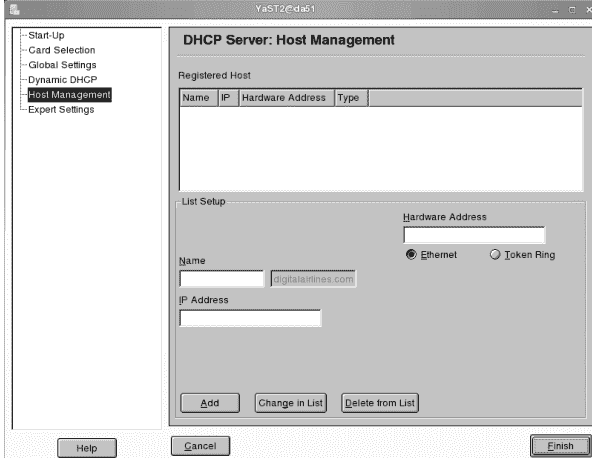 YaST2@da51
Start-Up
Card Selection
Global Settings
Dynamic DHCP
Host Management
Expert Settings
DHCP Server: Host Management
Registered Host
Name IP Hardware Address Type
List Setup
Hardware Address
Ethernet Token Ring
Name
digitalairlines.com
IP Address
Add Change in List Delete from List
Help Cancel Finish